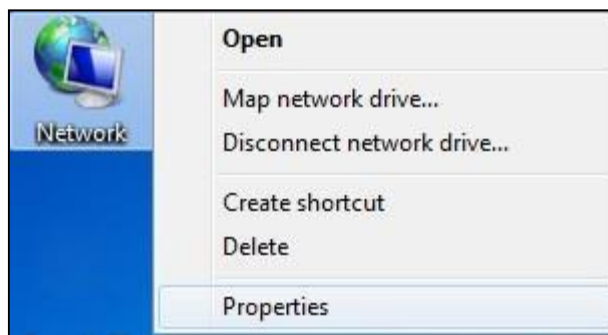 Network
Open
Map network drive...
Disconnect network drive...
Create shortcut
Delete
Properties